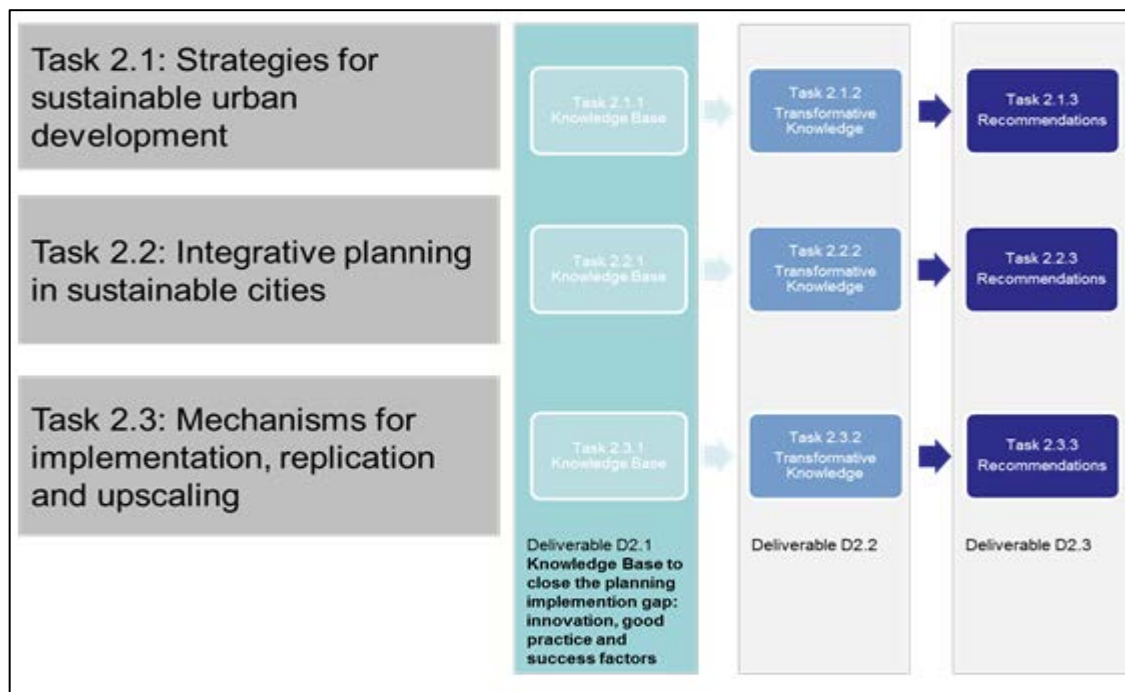 Task 2.1: Strategies for
sustainable urban
development
Task 2.1.1
Knowledge Base
Task 2.1.2
Transformative
Knowledge
Task 2.1.3
Recommendations
Task 2.2: Integrative planning
in sustainable cities
Task 2.2.1
Knowledge Base
Task 2.2.2
Transformative
Knowledge
Task 2.2.3
Recommendations
Task 2.3: Mechanisms for
implementation, replication
and upscaling
Task 2.3.1
Knowledge Base
Task 2.3.2
Transformative
Knowledge
Task 2.3.3
Recommendations
Deliverable D2.1
Knowledge Base to
close the planning
implemention gap:
innovation, good
practice and
success factors
Deliverable D2.2
Deliverable D2.3